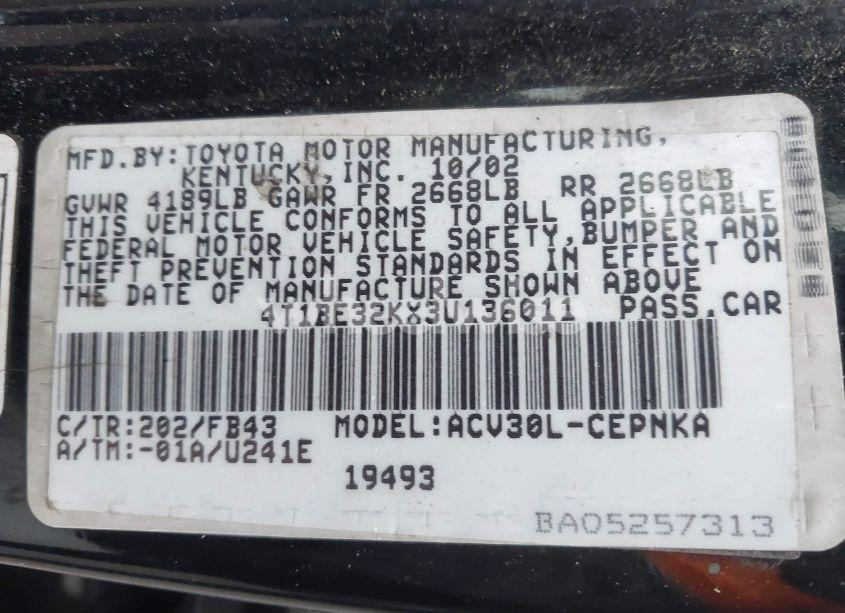 MFD.BY:TOYOTA MOTOR MANUFACTURING,
KENTUCKY,INC. 10/02
GVWR 4189LB GAWR FR 2668LB RR 2668LB
THIS VEHICLE CONFORMS TO ALL APPLICABLE
FEDERAL MOTOR VEHICLE SAFETY,BUMPER AND
THEFT PREVENTION STANDARDS IN EFFECT ON
THE DATE OF MANUFACTURE SHOWN ABOVE
4T1BE32KX3U136011 PASS.CAR
C/TR:202/FB43 MODEL:ACV30L-CEPNKA
A/TM:-01A/U241E
19493
BA05257313